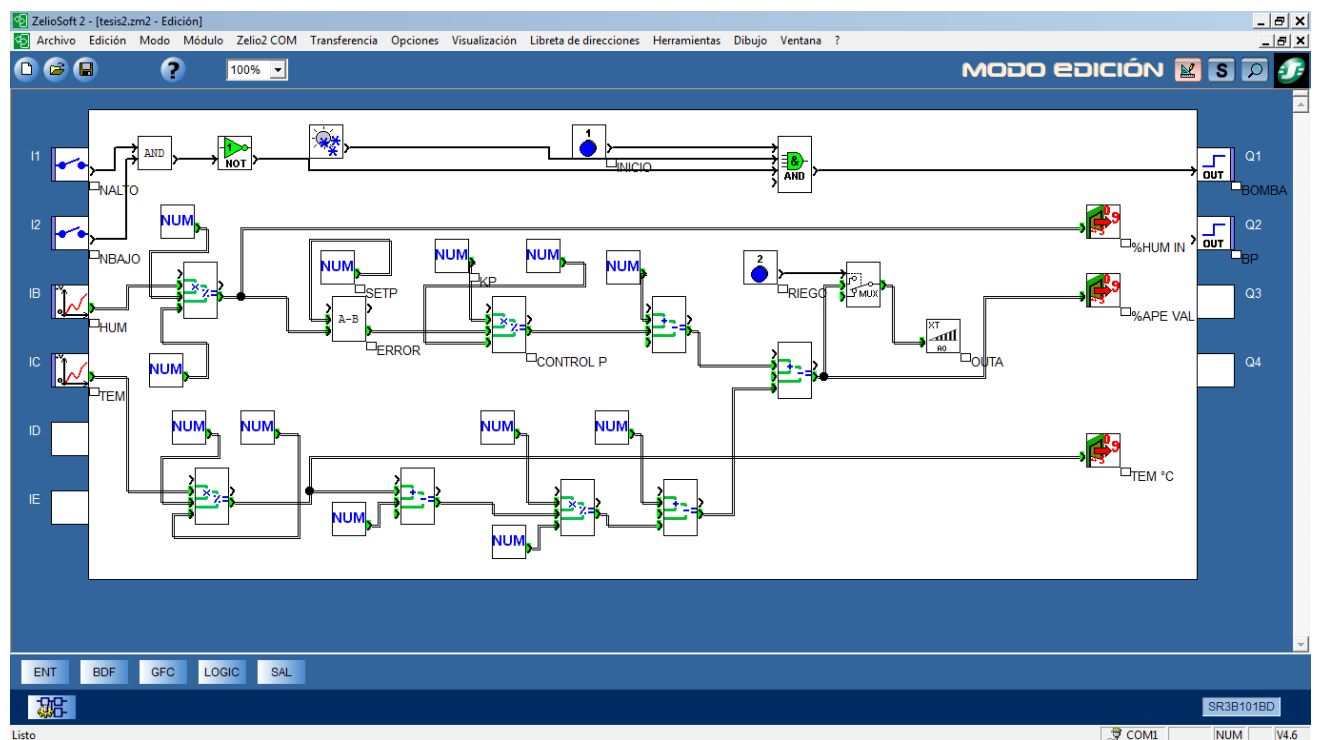 ZelioSoft 2 - [tesis2.zm2 - Edición]
Archivo Edición Modo Módulo Zelio2 COM Transferencia Opciones Visualización Libreta de direcciones Herramientas Dibujo Ventana ?
100% MODO EDICIÓN S
I1 AND NOT 1 INICIO & AND OUT Q1
NALTO BOMBA
I2 NUM %HUM IN OUT Q2
NBAJO BP
NUM SETP NUM KP NUM NUM 2 RIEGO MUX
IB HUM A-B ERROR CONTROL P XT AO OUTA %APE VAL Q3
IC TEM NUM Q4
ID NUM NUM NUM NUM
TEM °C
IE NUM NUM
ENT BDF GFC LOGIC SAL
SR3B101BD
Listo COM1 NUM V4.6